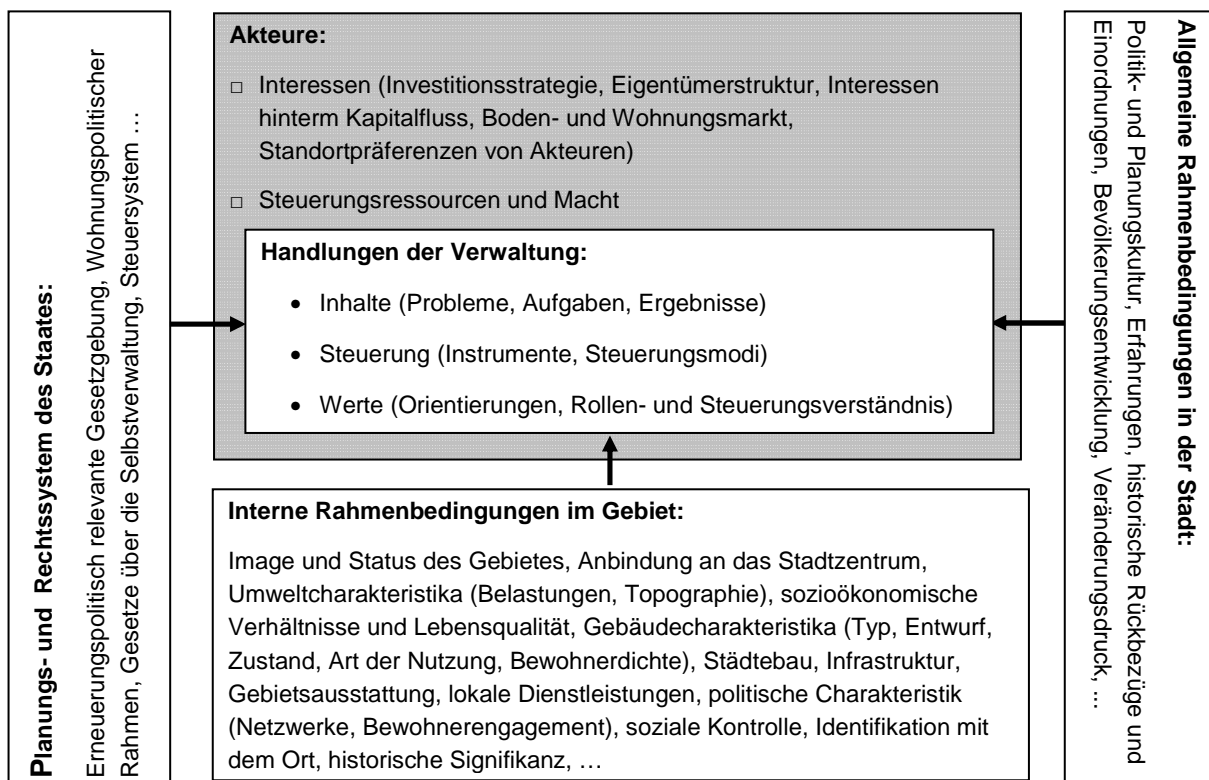 Planungs- und Rechtssystem des Staates:
Erneuerungspolitisch relevante Gesetzgebung, Wohnungspolitischer
Rahmen, Gesetze über die Selbstverwaltung, Steuersystem …
Akteure:
□ Interessen (Investitionsstrategie, Eigentümerstruktur, Interessen
hinterm Kapitalfluss, Boden- und Wohnungsmarkt,
Standortpräferenzen von Akteuren)
□ Steuerungsressourcen und Macht
Handlungen der Verwaltung:
• Inhalte (Probleme, Aufgaben, Ergebnisse)
• Steuerung (Instrumente, Steuerungsmodi)
• Werte (Orientierungen, Rollen- und Steuerungsverständnis)
Interne Rahmenbedingungen im Gebiet:
Image und Status des Gebietes, Anbindung an das Stadtzentrum,
Umweltcharakteristika (Belastungen, Topographie), sozioökonomische
Verhältnisse und Lebensqualität, Gebäudecharakteristika (Typ, Entwurf,
Zustand, Art der Nutzung, Bewohnerdichte), Städtebau, Infrastruktur,
Gebietsausstattung, lokale Dienstleistungen, politische Charakteristik
(Netzwerke, Bewohnerengagement), soziale Kontrolle, Identifikation mit
dem Ort, historische Signifikanz, …
Allgemeine Rahmenbedingungen in der Stadt:
Politik- und Planungskultur, Erfahrungen, historische Rückbezüge und
Einordnungen, Bevölkerungsentwicklung, Veränderungsdruck, ...